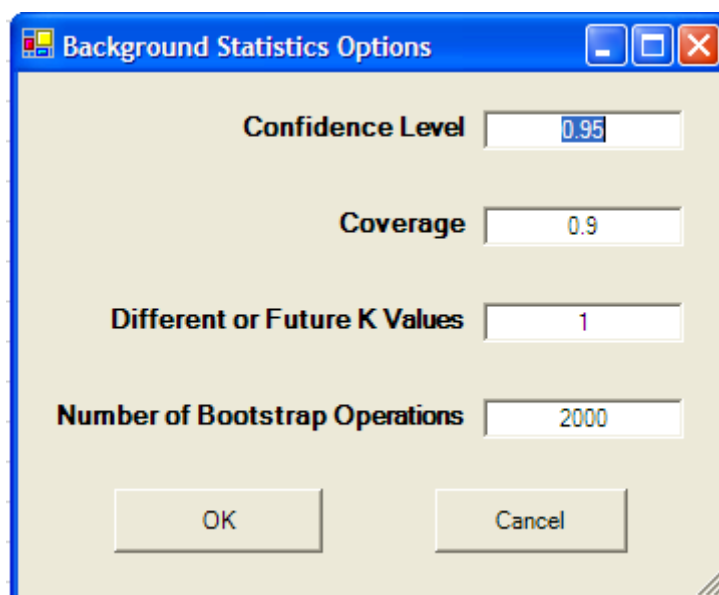 Background Statistics Options
Confidence Level 0.95
Coverage 0.9
Different or Future K Values 1
Number of Bootstrap Operations 2000
OK Cancel